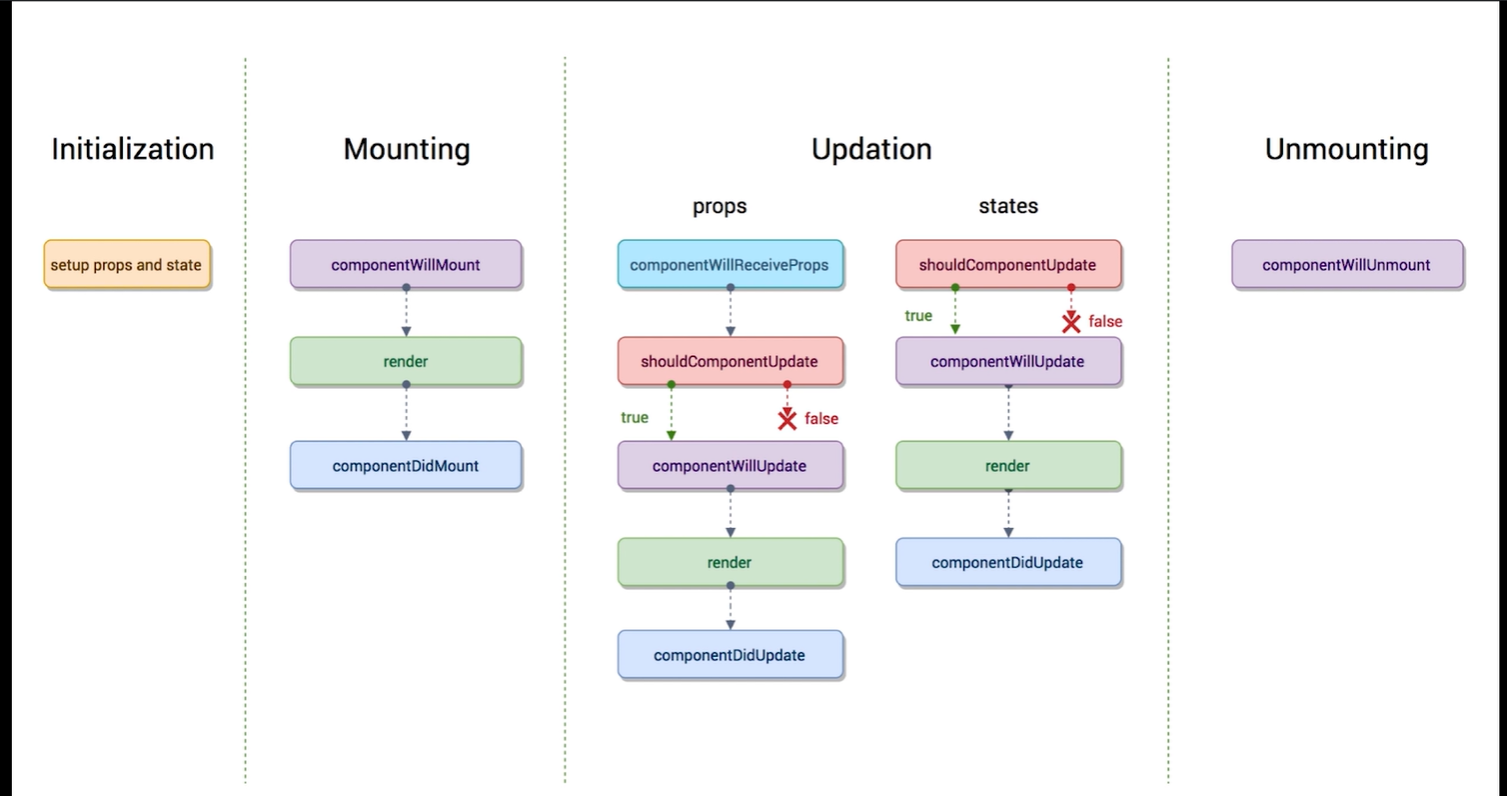 Initialization
setup props and state
Mounting
componentWillMount
render
componentDidMount
Updation
props
componentWillReceiveProps
shouldComponentUpdate
true
false
componentWillUpdate
render
componentDidUpdate
states
shouldComponentUpdate
true
false
componentWillUpdate
render
componentDidUpdate
Unmounting
componentWillUnmount